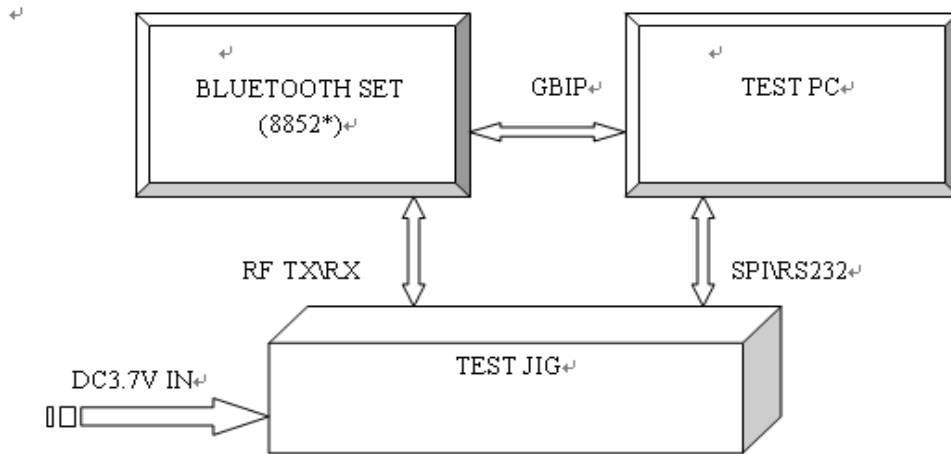 BLUETOOTH SET
(8852*)
GBIP
TEST PC
RF TX\RX
SPI\RS232
TEST JIG
DC3.7V IN